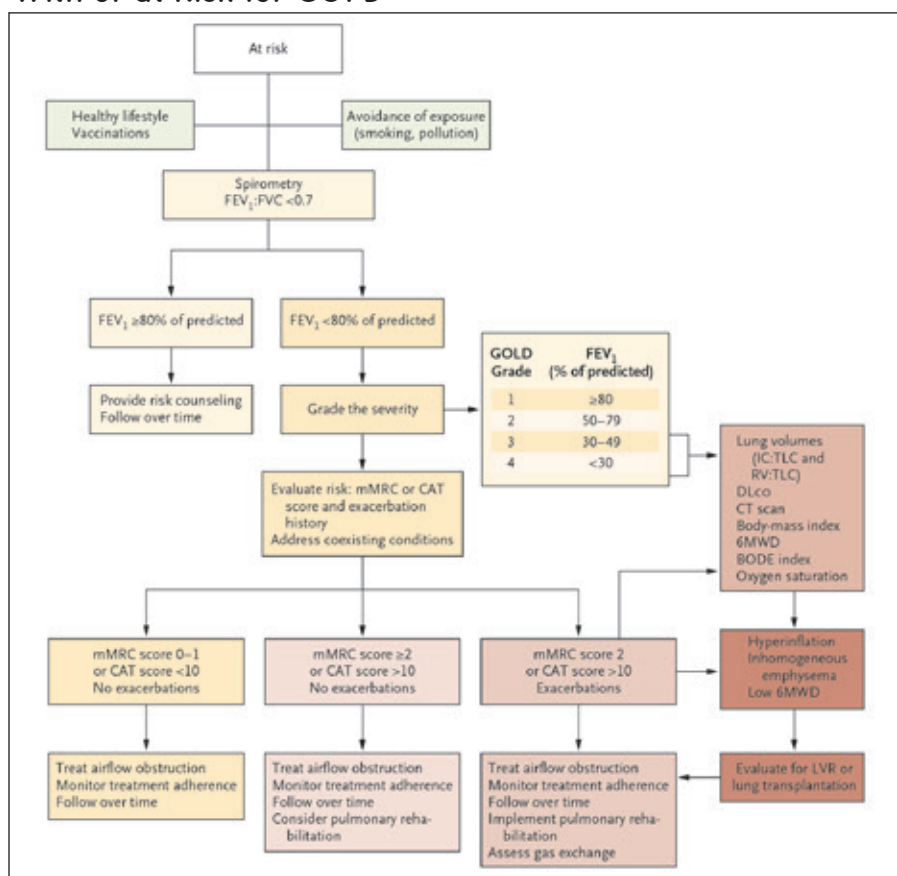 At risk
Healthy lifestyle
Vaccinations
Avoidance of exposure
(smoking, pollution)
Spirometry
FEV₁:FVC <0.7
FEV₁ ≥80% of predicted
FEV₁ <80% of predicted
Provide risk counseling
Follow over time
Grade the severity
GOLD Grade FEV₁ (% of predicted)
1 ≥80
2 50–79
3 30–49
4 <30
Evaluate risk: mMRC or CAT
score and exacerbation
history
Address coexisting conditions
Lung volumes
(IC:TLC and
RV:TLC)
DLco
CT scan
Body-mass index
6MWD
BODE index
Oxygen saturation
mMRC score 0–1
or CAT score <10
No exacerbations
mMRC score ≥2
or CAT score >10
No exacerbations
mMRC score 2
or CAT score >10
Exacerbations
Hyperinflation
Inhomogeneous
emphysema
Low 6MWD
Treat airflow obstruction
Monitor treatment adherence
Follow over time
Treat airflow obstruction
Monitor treatment adherence
Follow over time
Consider pulmonary reha-
bilitation
Treat airflow obstruction
Monitor treatment adherence
Follow over time
Implement pulmonary reha-
bilitation
Assess gas exchange
Evaluate for LVR or
lung transplantation